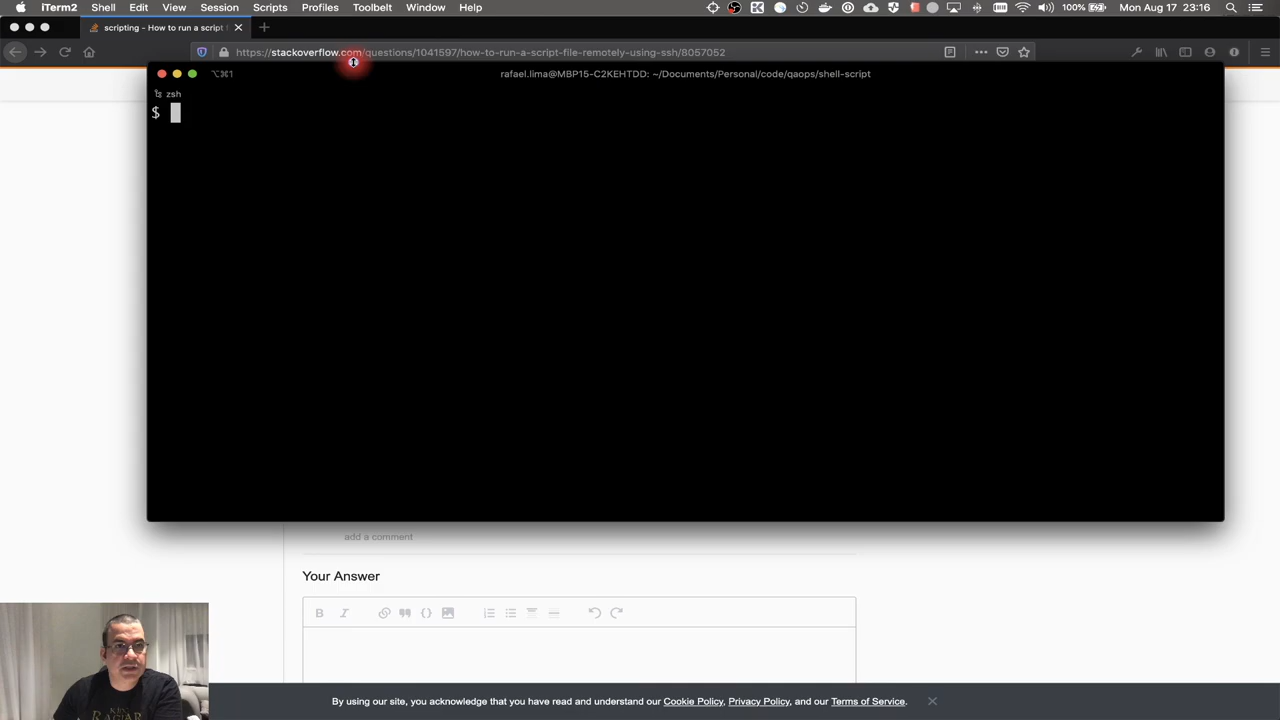 iTerm2 Shell Edit View Session Scripts Profiles Toolbelt Window Help 100% Mon Aug 17 23:16
scripting - How to run a script
https://stackoverflow.com/questions/1041597/how-to-run-a-script-file-remotely-using-ssh/8057052
⌥⌘1 rafael.lima@MBP15-C2KEHTDD: ~/Documents/Personal/code/qaops/shell-script
zsh
$
add a comment
Your Answer
B I
By using our site, you acknowledge that you have read and understand our Cookie Policy, Privacy Policy, and our Terms of Service.